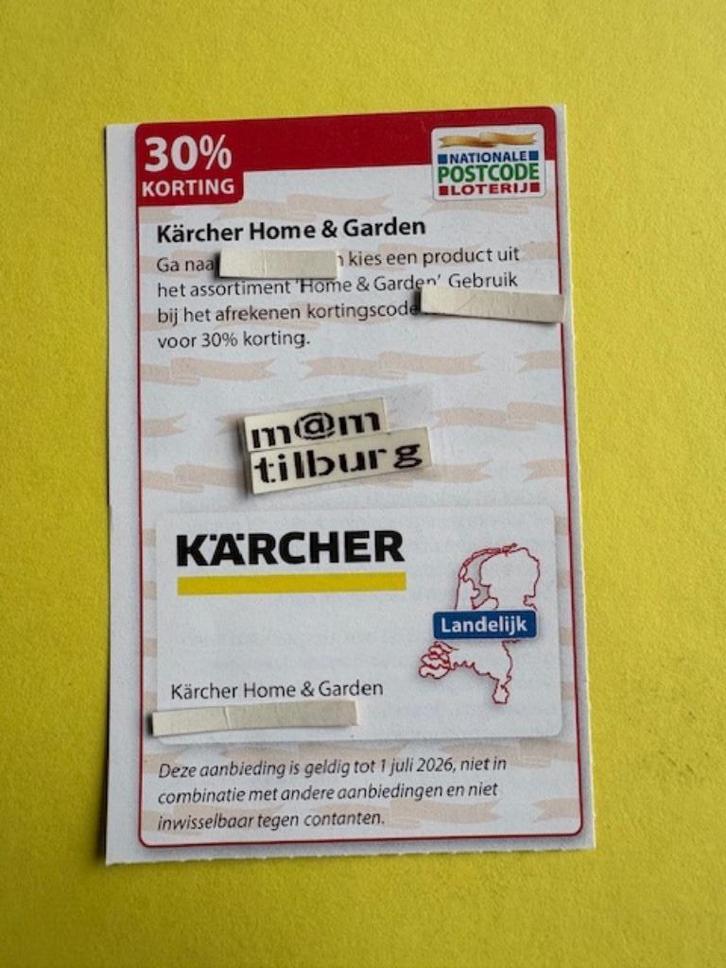 30%
KORTING
NATIONALE
POSTCODE
LOTERIJ
Kärcher Home & Garden
Ga naa n kies een product uit
het assortiment 'Home & Garden'. Gebruik
bij het afrekenen kortingscode
voor 30% korting.
m@m
tilburg
KÄRCHER
Landelijk
Kärcher Home & Garden
Deze aanbieding is geldig tot 1 juli 2026, niet in
combinatie met andere aanbiedingen en niet
inwisselbaar tegen contanten.